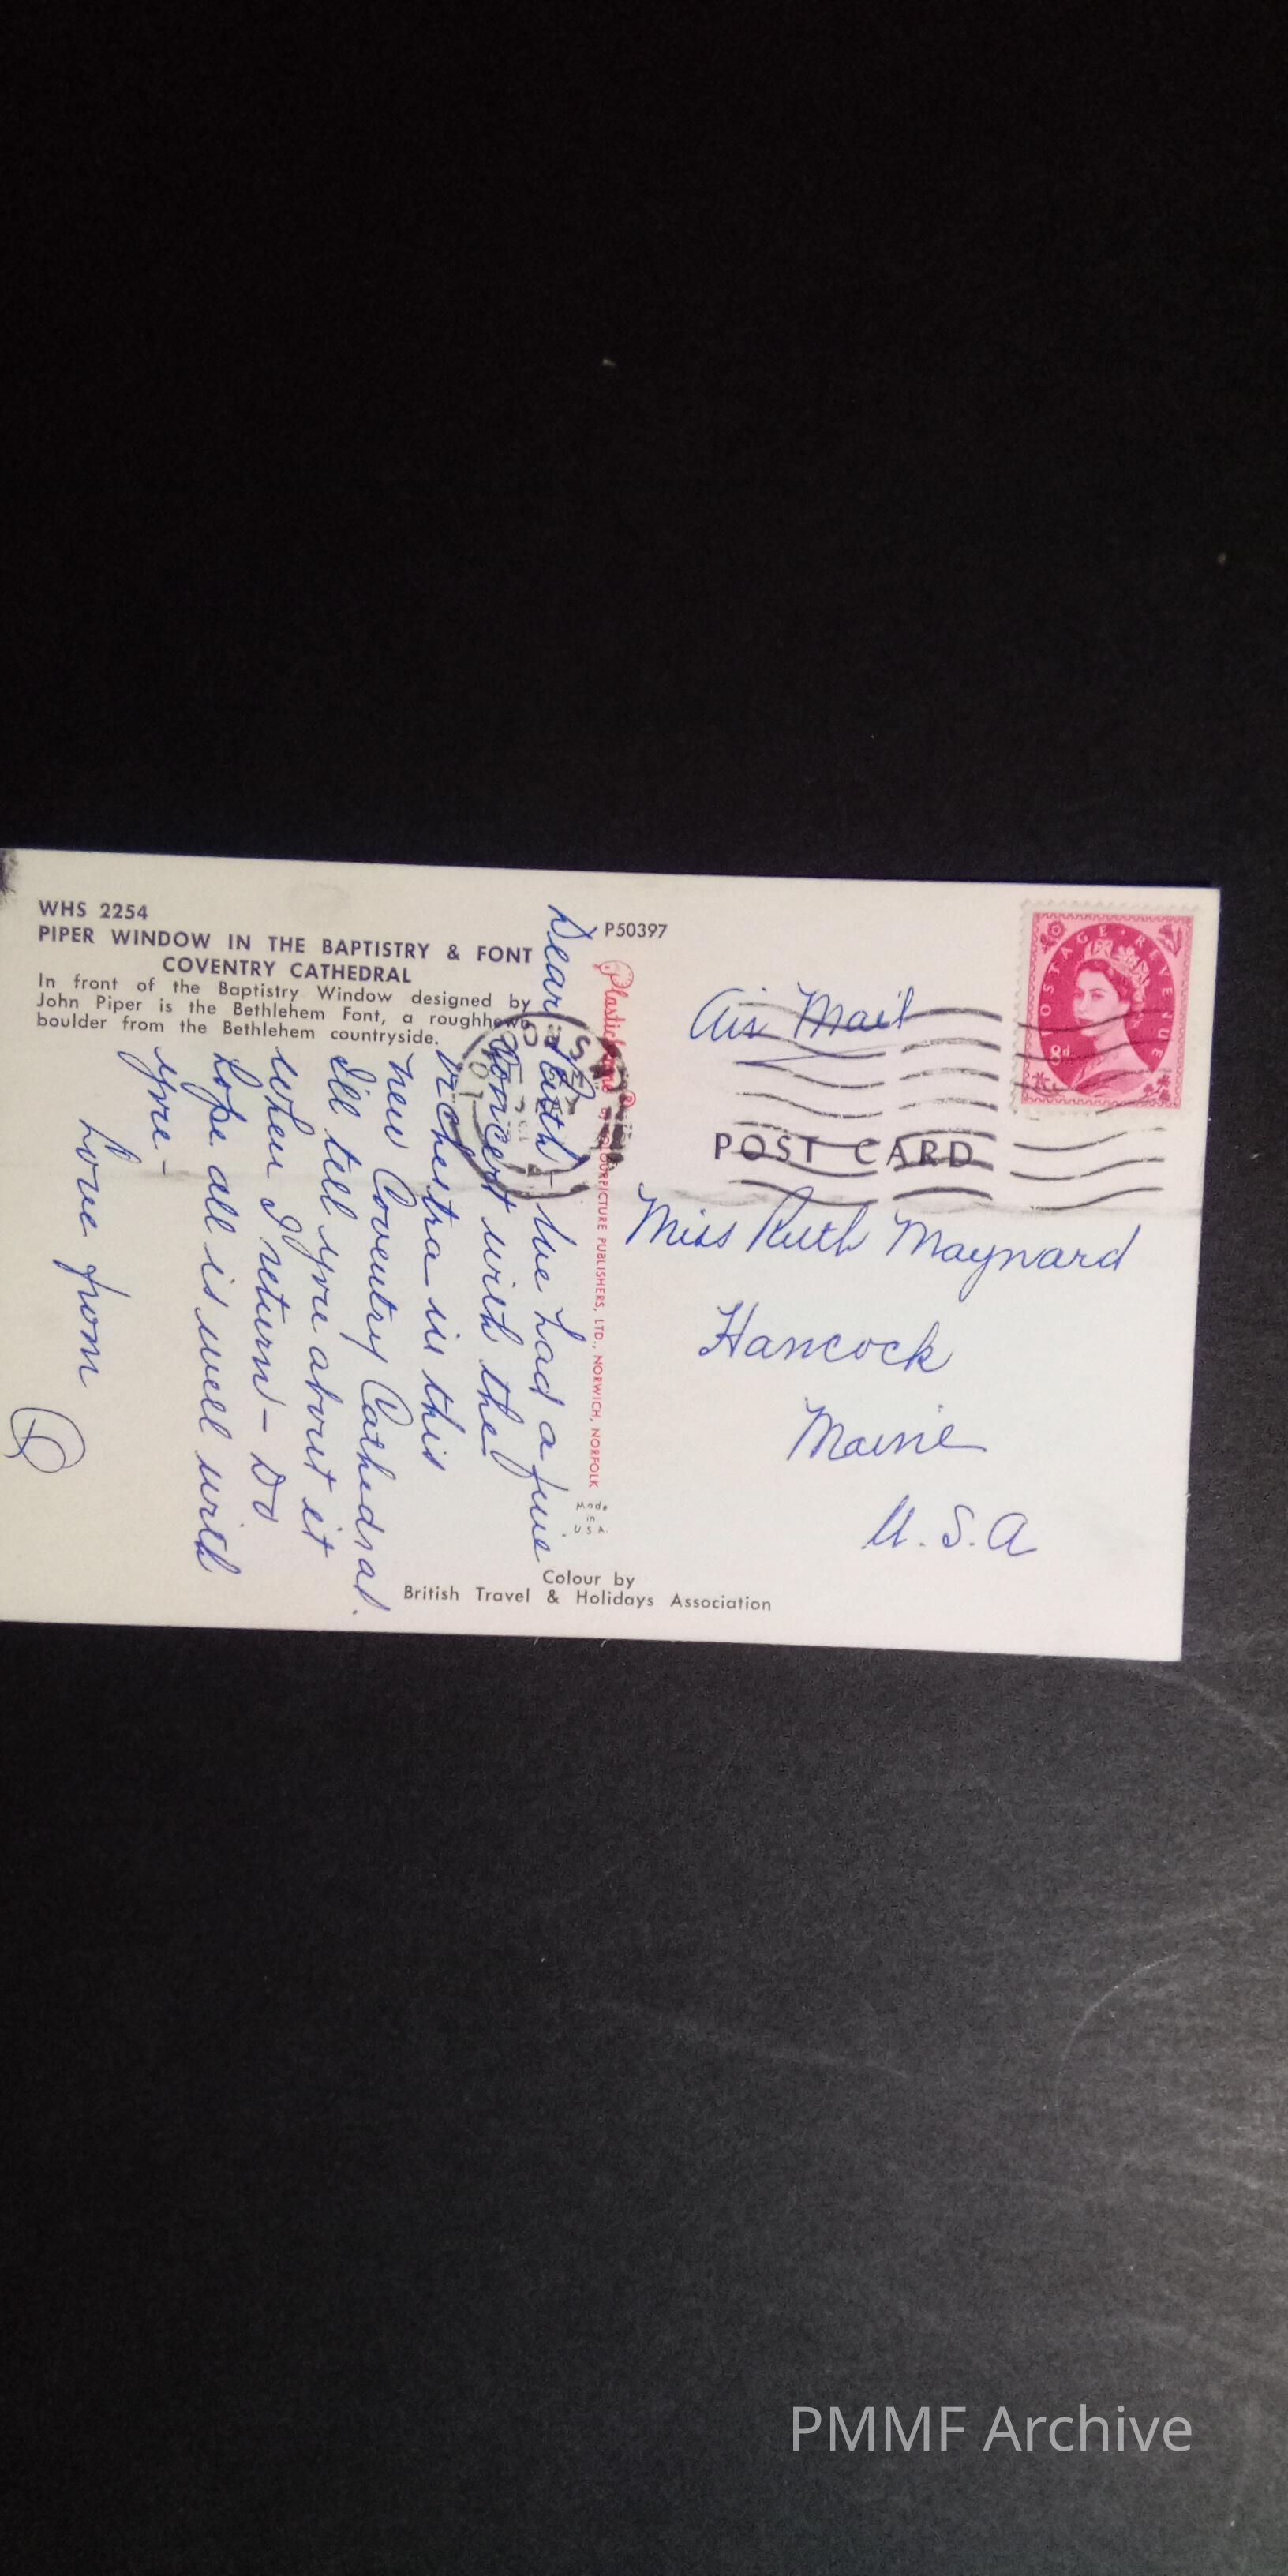 WHS 2254
PIPER WINDOW IN THE BAPTISTRY & FONT
COVENTRY CATHEDRAL
In front of the Baptistry Window designed by
John Piper is the Bethlehem Font, a roughhewn
boulder from the Bethlehem countryside.
Dear Ruth - We had a fine
Concert with the
orchestra in this
new Coventry Cathedral.
I'll tell you about it
When I return - Do
hope all is well with
you -
Love from
P50397
Plastichrome by COLOURPICTURE PUBLISHERS, LTD., NORWICH, NORFOLK
Made
in
U S A.
Colour by
British Travel & Holidays Association
POSTAGE REVENUE
8d
Air Mail
POST CARD
Miss Ruth Maynard
Hancock
Maine
U.S.A
PMMF Archive